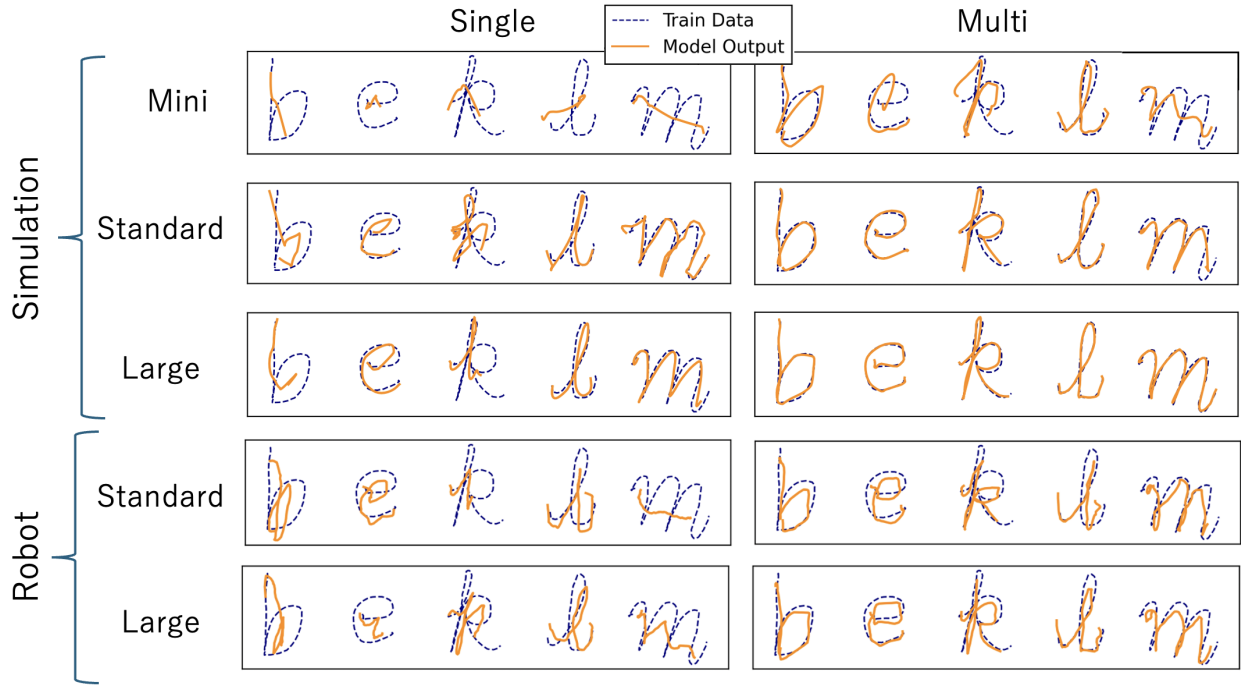 Single
Multi
Train Data
Model Output
Simulation
Mini
b e k l m
b e k l m
Standard
b e k l m
b e k l m
Large
b e k l m
b e k l m
Robot
Standard
b e k l m
b e k l m
Large
b e k l m
b e k l m